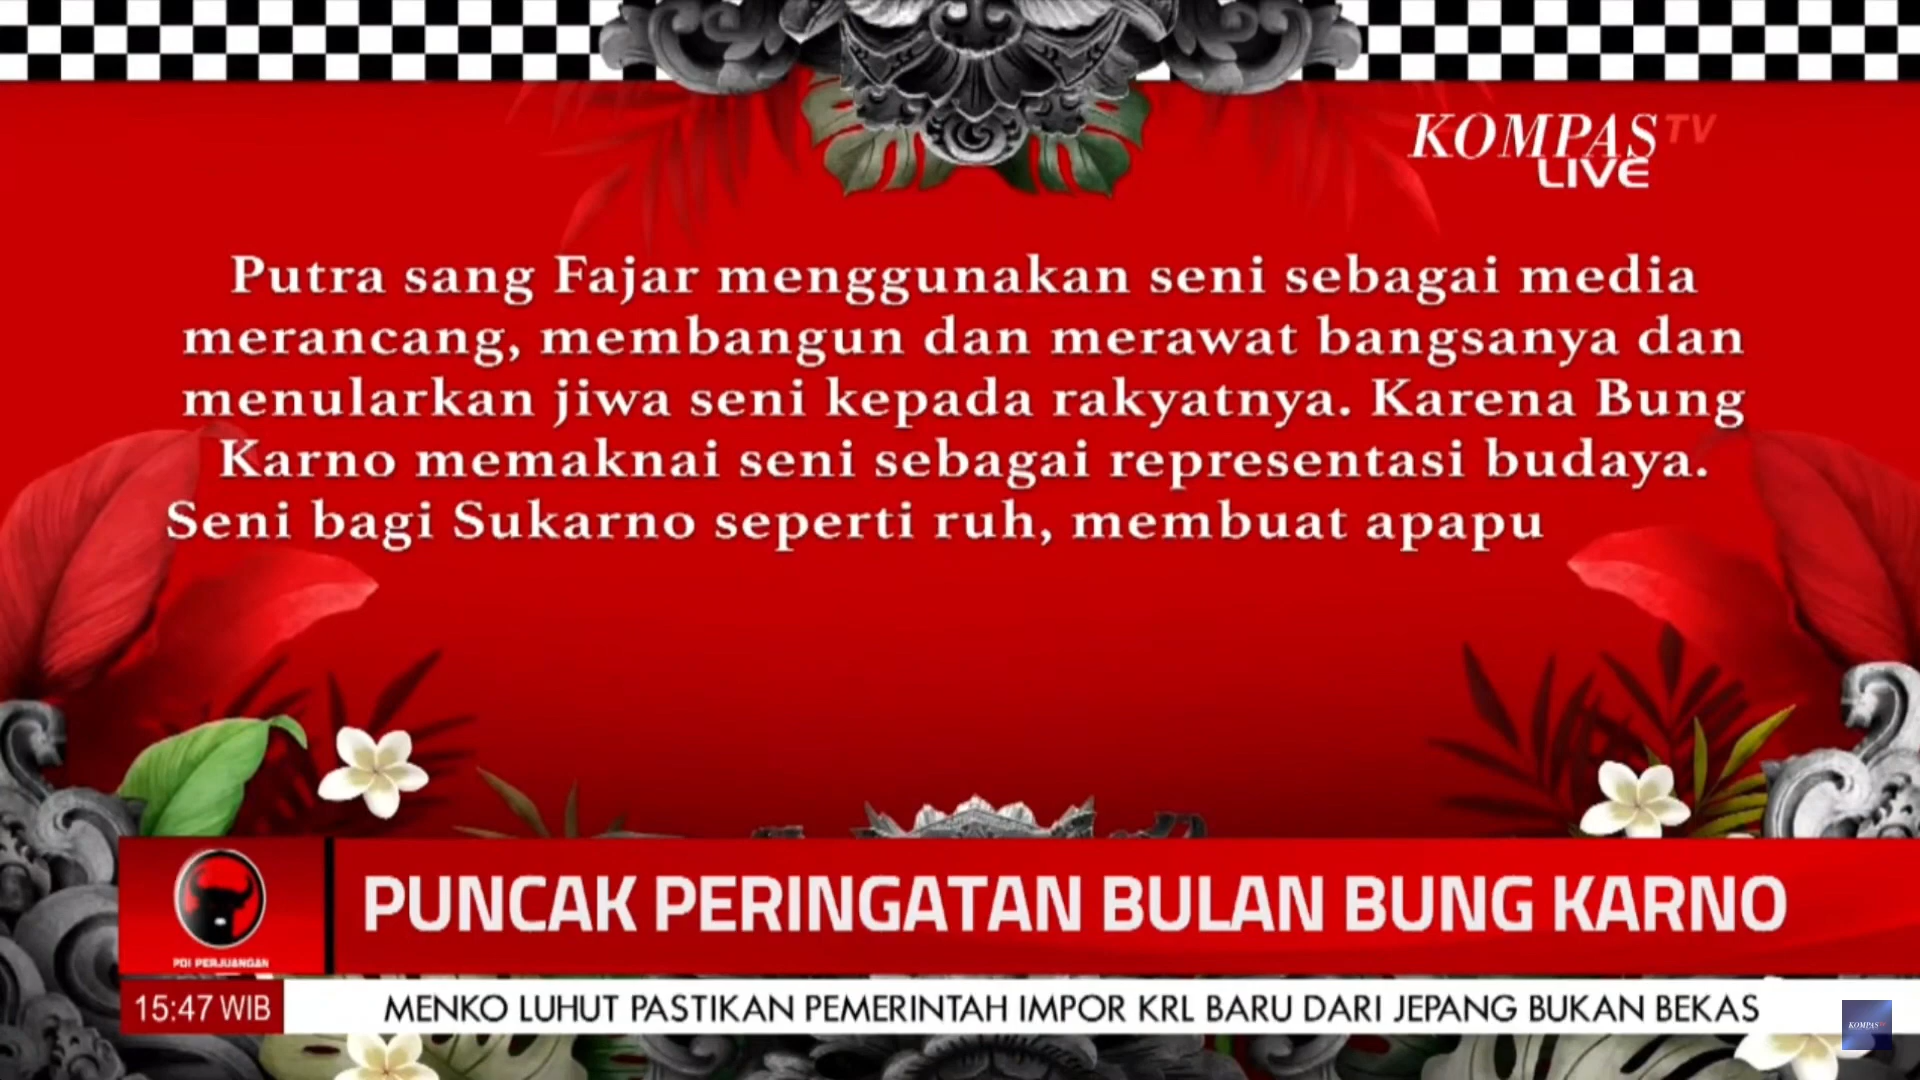 KOMPAS TV
LIVE
Putra sang Fajar menggunakan seni sebagai media
merancang, membangun dan merawat bangsanya dan
menularkan jiwa seni kepada rakyatnya. Karena Bung
Karno memaknai seni sebagai representasi budaya.
Seni bagi Sukarno seperti ruh, membuat apapu
PDI PERJUANGAN
PUNCAK PERINGATAN BULAN BUNG KARNO
15:47 WIB
MENKO LUHUT PASTIKAN PEMERINTAH IMPOR KRL BARU DARI JEPANG BUKAN BEKAS
KOMPAS TV